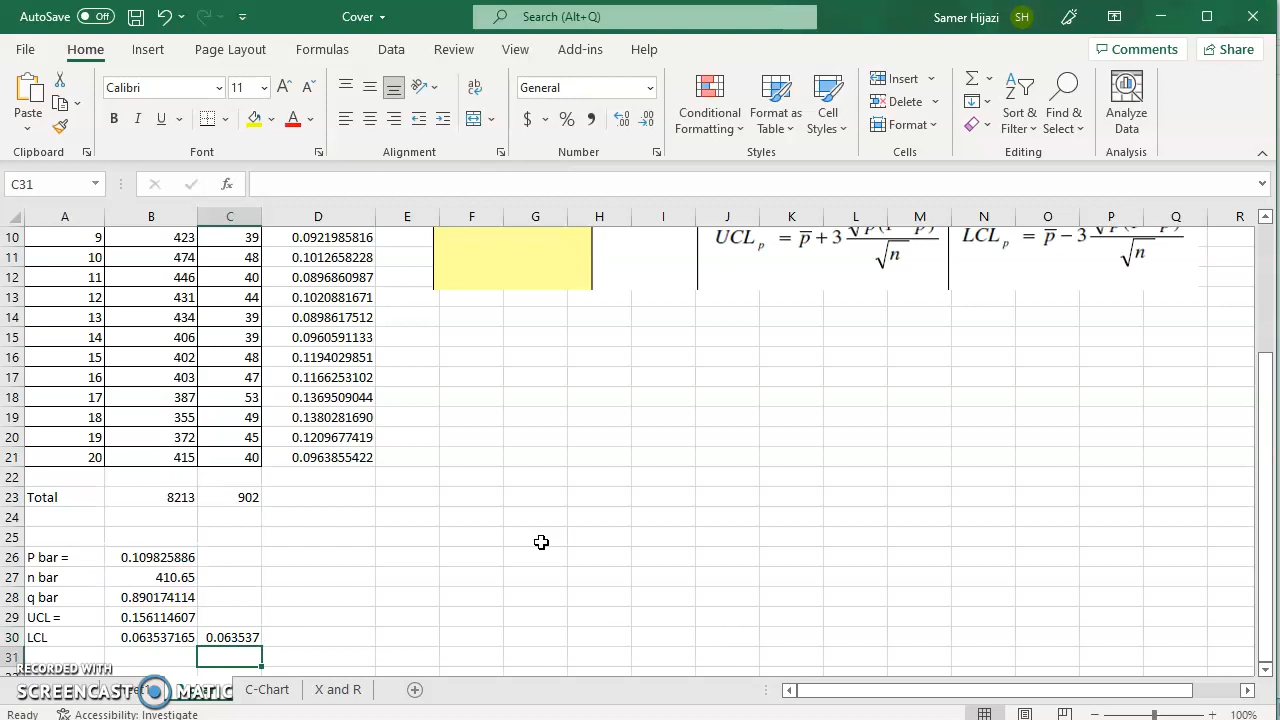 AutoSave Off Cover Search (Alt+Q) Samer Hijazi SH
File Home Insert Page Layout Formulas Data Review View Add-ins Help Comments Share
Paste
Clipboard
Calibri 11
B I U
Font
Alignment
General
$ % 9
Number
Conditional Formatting
Format as Table
Cell Styles
Styles
Insert
Delete
Format
Cells
Sort & Filter
Find & Select
Editing
Analyze Data
Analysis
C31 fx
A B C D E F G H I J K L M N O P Q R
10 9 423 39 0.0921985816
11 10 474 48 0.1012658228
12 11 446 40 0.0896860987
13 12 431 44 0.1020881671
14 13 434 39 0.0898617512
15 14 406 39 0.0960591133
16 15 402 48 0.1194029851
17 16 403 47 0.1166253102
18 17 387 53 0.1369509044
19 18 355 49 0.1380281690
20 19 372 45 0.1209677419
21 20 415 40 0.0963855422
22
23 Total 8213 902
24
25
26 P bar = 0.109825886
27 n bar 410.65
28 q bar 0.890174114
29 UCL = 0.156114607
30 LCL 0.063537165 0.063537
31
RECORDED WITH
SCREENCAST MATIC
C-Chart X and R
Ready Accessibility: Investigate 100%